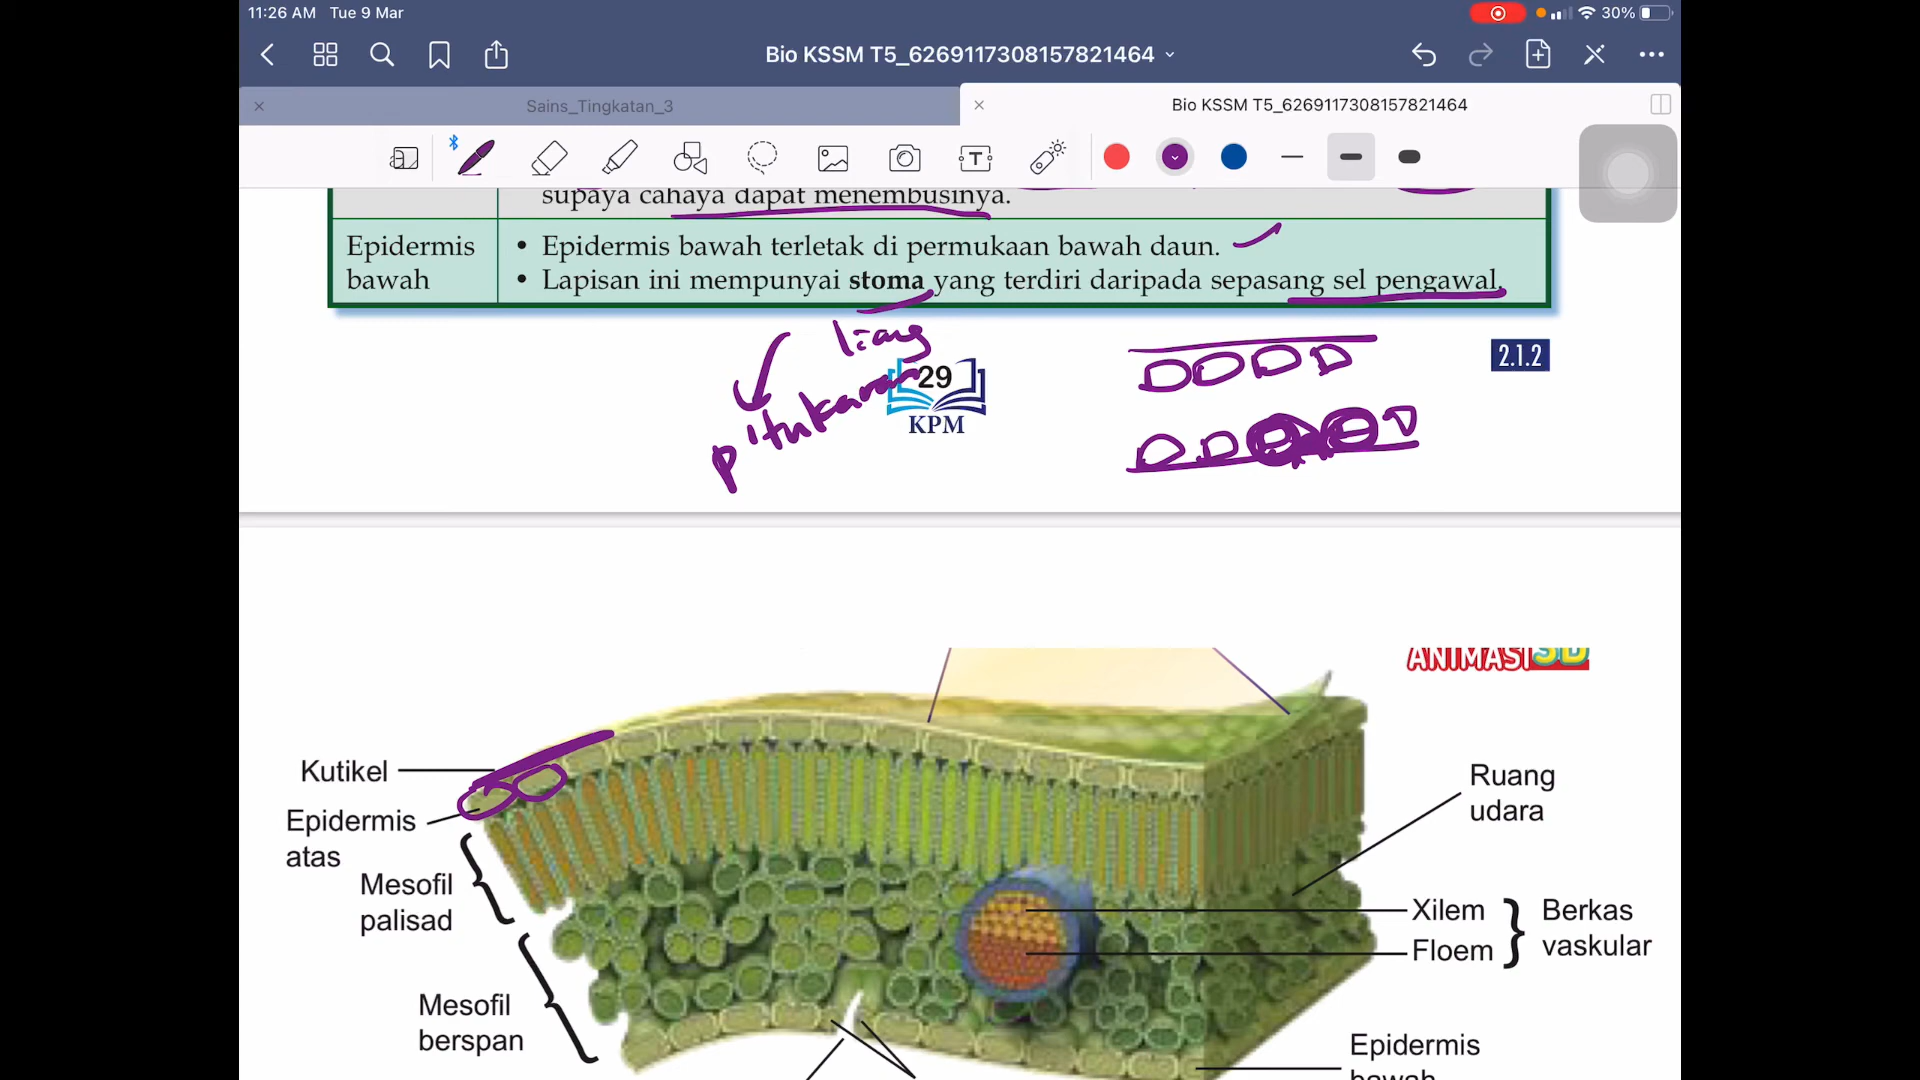 11:26 AM Tue 9 Mar
30%
Bio KSSM T5_6269117308157821464
Sains_Tingkatan_3
Bio KSSM T5_6269117308157821464
supaya cahaya dapat menembusinya.
Epidermis bawah
• Epidermis bawah terletak di permukaan bawah daun.
• Lapisan ini mempunyai stoma yang terdiri daripada sepasang sel pengawal.
liang
p'tukaran
29
KPM
2.1.2
ANIMASI 3D
Kutikel
Epidermis
atas
Mesofil
palisad
Mesofil
berspan
Ruang
udara
Xilem
Floem
Berkas
vaskular
Epidermis
bawah